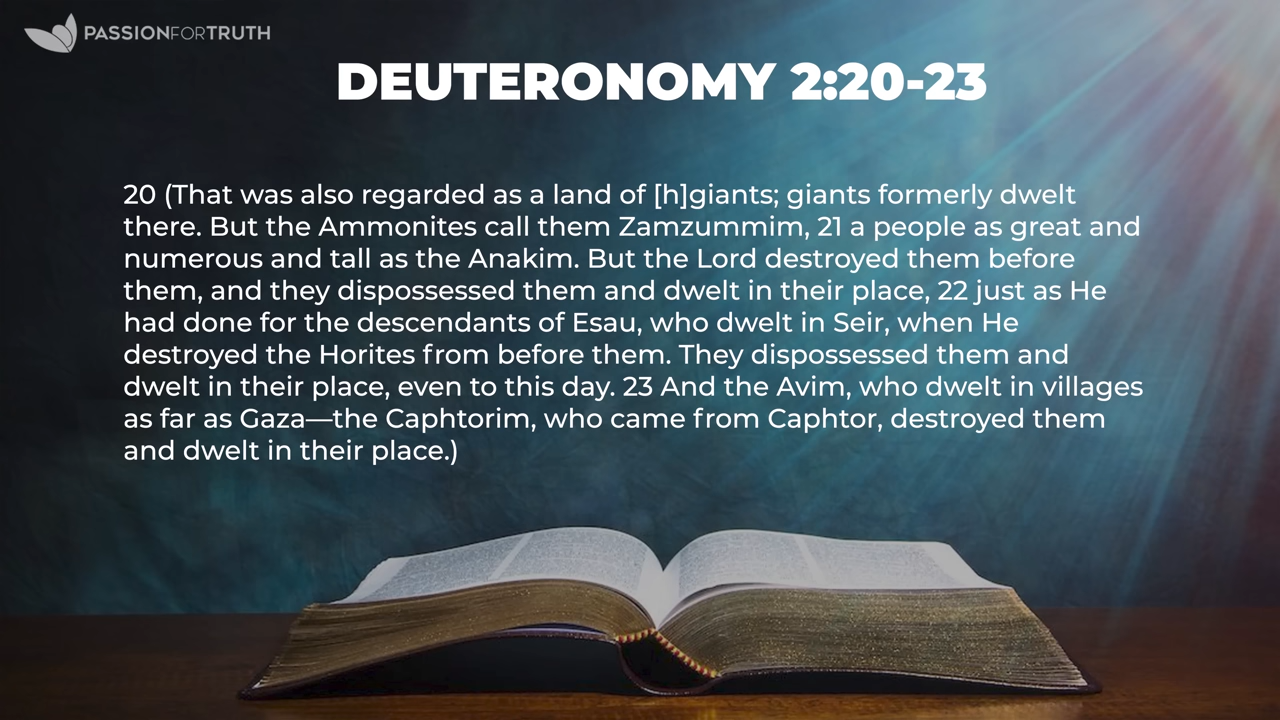 PASSIONFORTRUTH
DEUTERONOMY 2:20-23
20 (That was also regarded as a land of [h]giants; giants formerly dwelt
there. But the Ammonites call them Zamzummim, 21 a people as great and
numerous and tall as the Anakim. But the Lord destroyed them before
them, and they dispossessed them and dwelt in their place, 22 just as He
had done for the descendants of Esau, who dwelt in Seir, when He
destroyed the Horites from before them. They dispossessed them and
dwelt in their place, even to this day. 23 And the Avim, who dwelt in villages
as far as Gaza—the Caphtorim, who came from Caphtor, destroyed them
and dwelt in their place.)